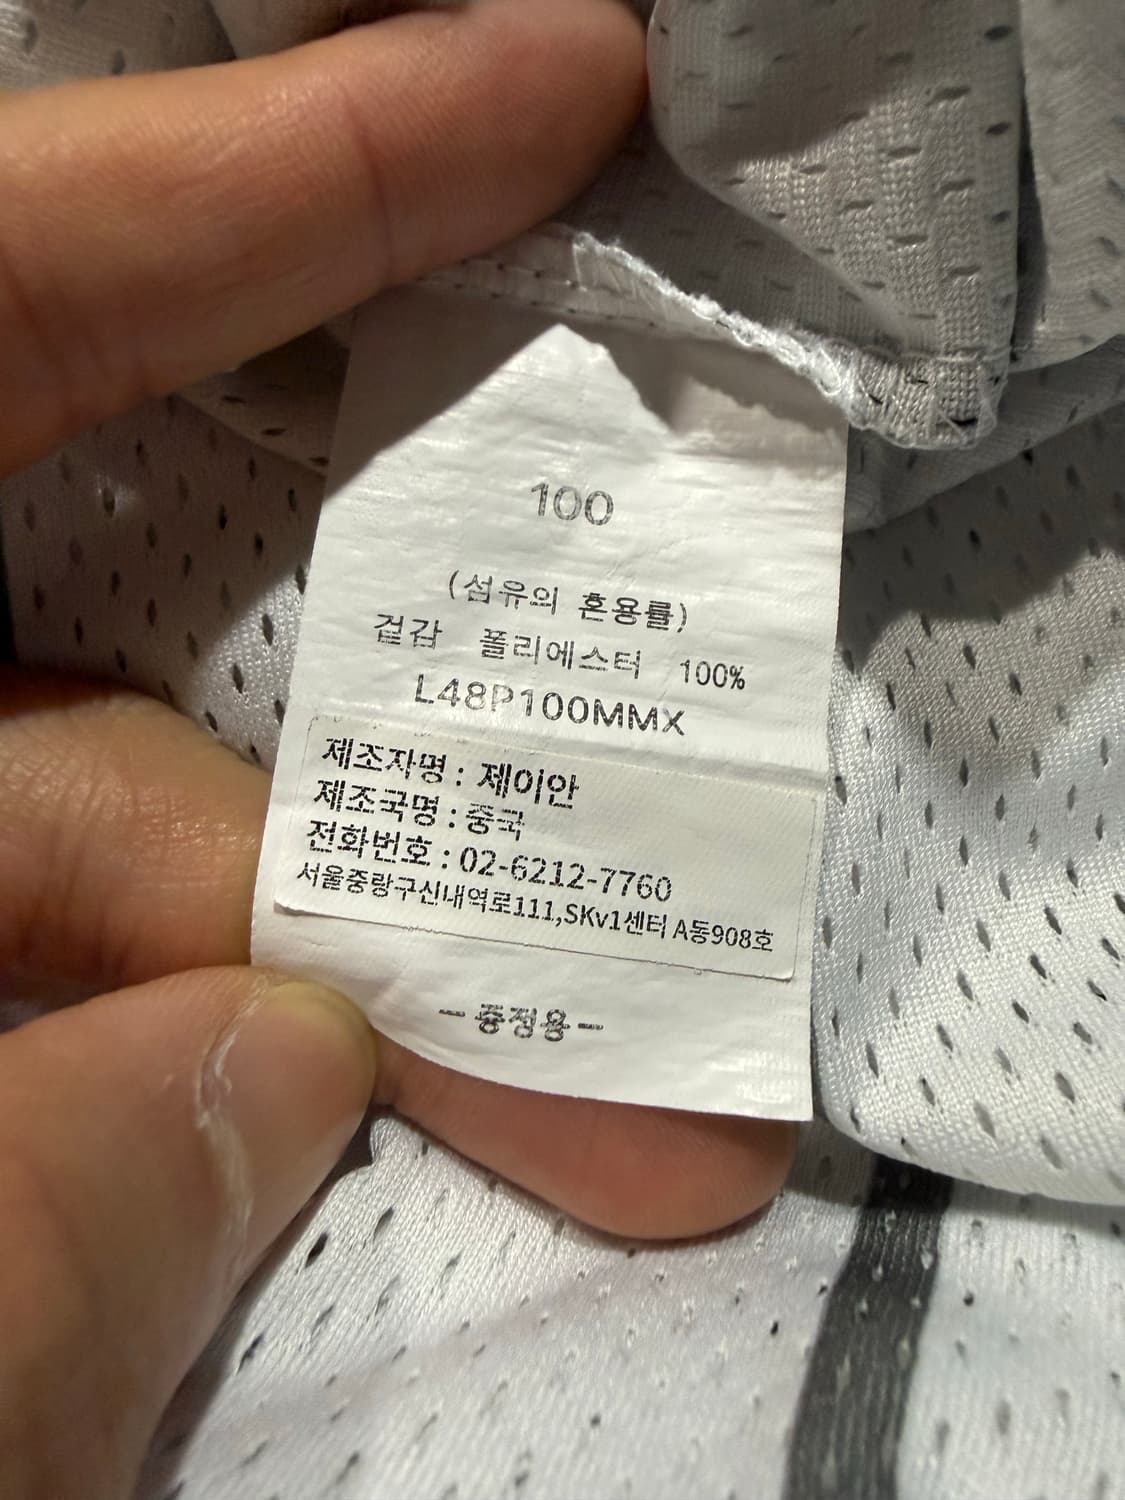 100
(섬유의 혼용률)
겉감 폴리에스터 100%
L48P100MMX
제조자명 : 제이안
제조국명 : 중국
전화번호 : 02-6212-7760
서울중랑구신내역로111,SKv1센터 A동908호
-증정용-